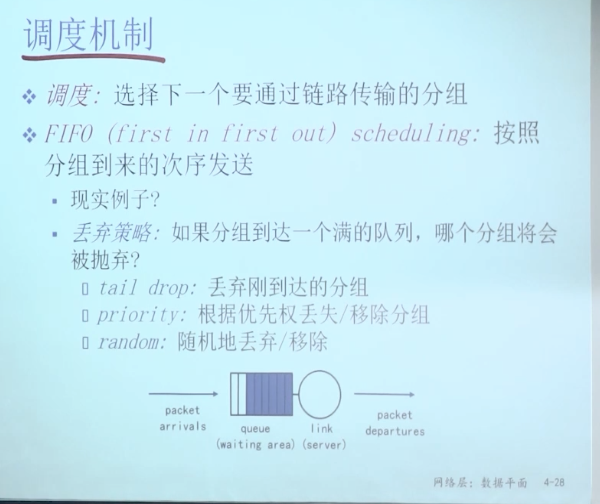 调度机制
❖ 调度: 选择下一个要通过链路传输的分组
❖ FIFO (first in first out) scheduling: 按照
分组到来的次序发送
▪ 现实例子?
▪ 丢弃策略: 如果分组到达一个满的队列, 哪个分组将会
被抛弃?
▯ tail drop: 丢弃刚到达的分组
▯ priority: 根据优先权丢失/移除分组
▯ random: 随机地丢弃/移除
packet
arrivals
queue
(waiting area)
link
(server)
packet
departures
网络层: 数据平面 4-28